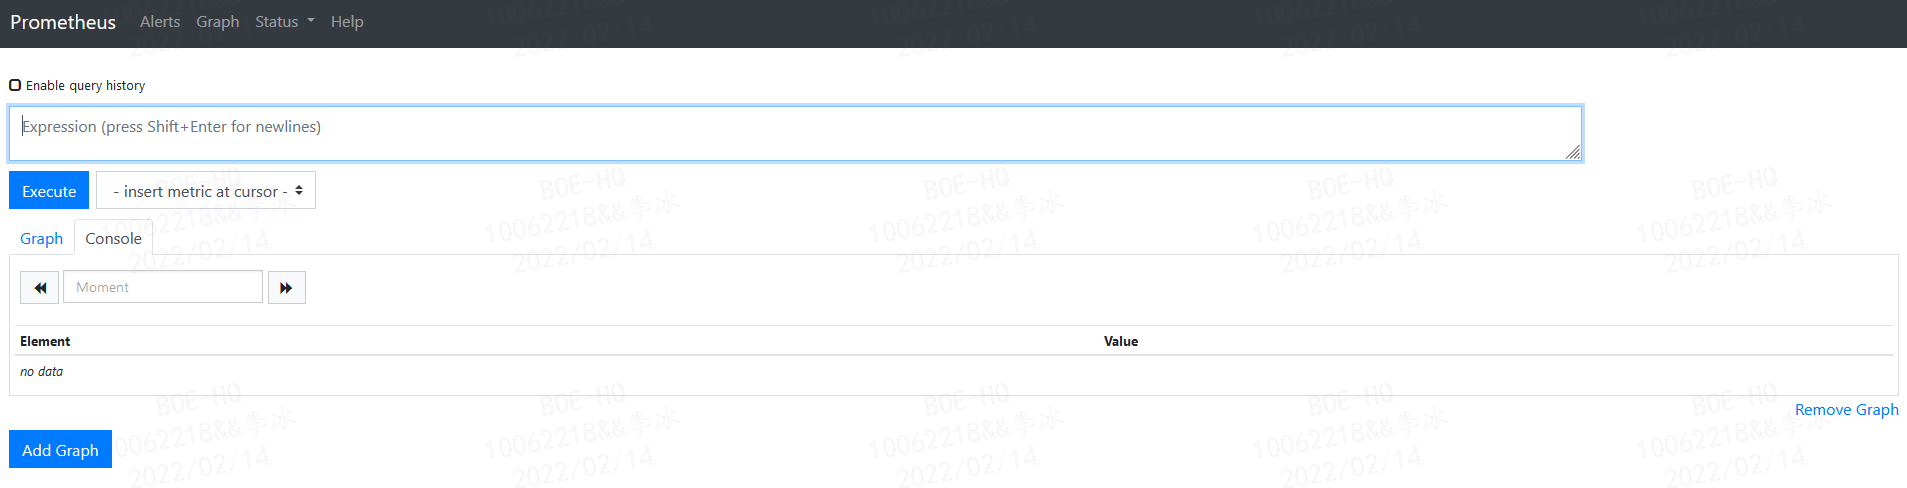 Prometheus Alerts Graph Status Help
Enable query history
Expression (press Shift+Enter for newlines)
Execute - insert metric at cursor -
Graph Console
Moment
Element Value
no data
Remove Graph
Add Graph
BOE-HQ
10062218&&李冰
2022/02/14